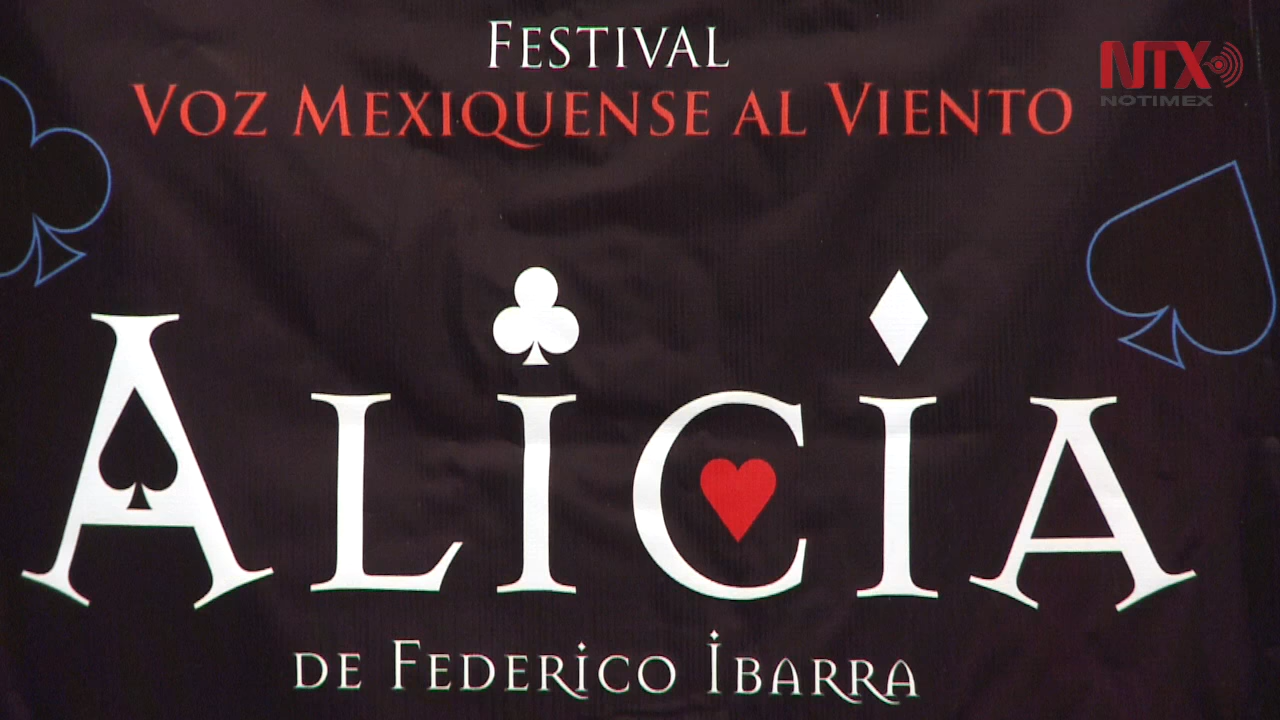 FESTIVAL
VOZ MEXIQUENSE AL VIENTO
NTX
NOTIMEX
ALICIA
DE FEDERICO IBARRA